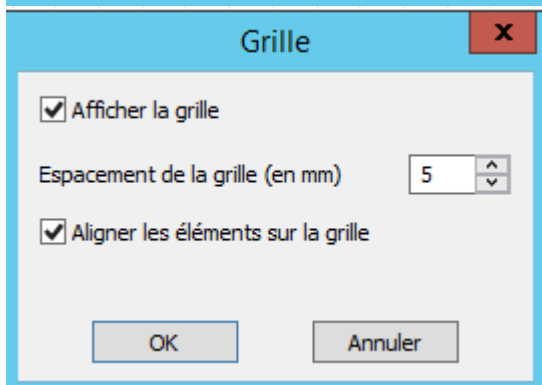 Grille
x
Afficher la grille
Espacement de la grille (en mm) 5
Aligner les éléments sur la grille
OK Annuler